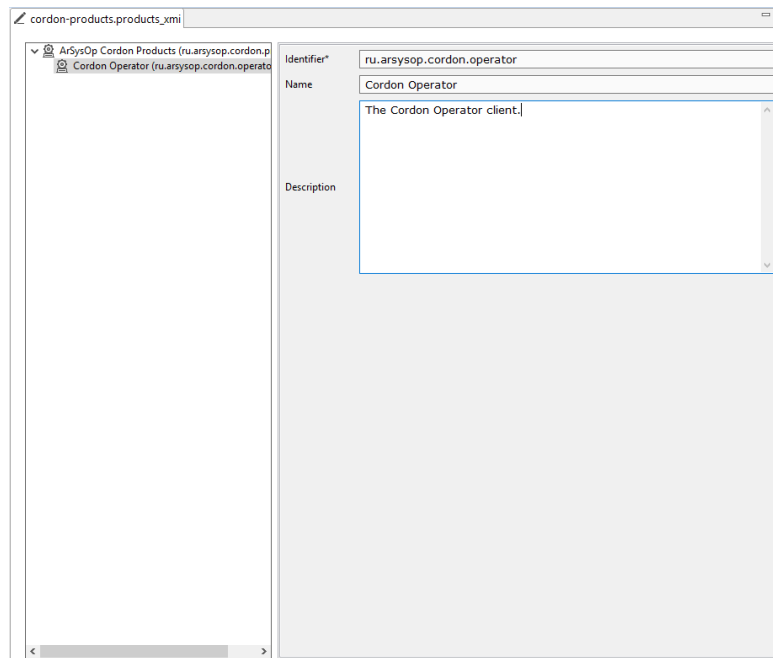 cordon-products.products_xmi
ArSysOp Cordon Products (ru.arsysop.cordon.p
Cordon Operator (ru.arsysop.cordon.operato
Identifier*
ru.arsysop.cordon.operator
Name
Cordon Operator
Description
The Cordon Operator client.